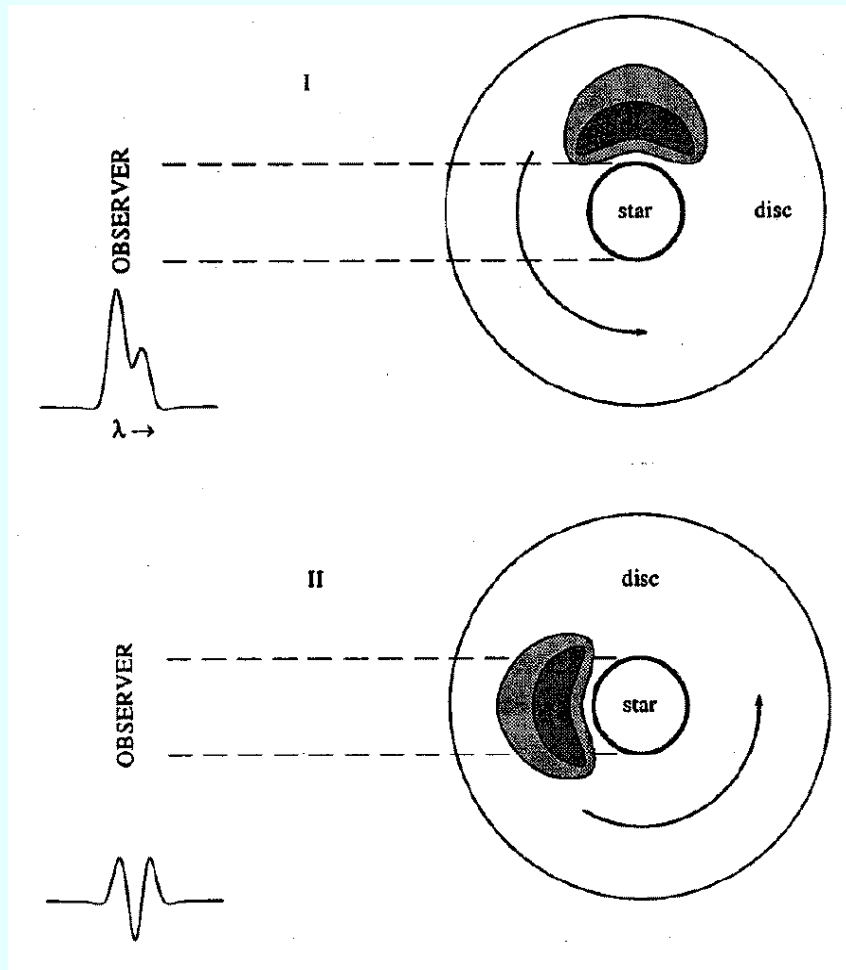 I
OBSERVER
star
disc
λ →
II
disc
OBSERVER
star